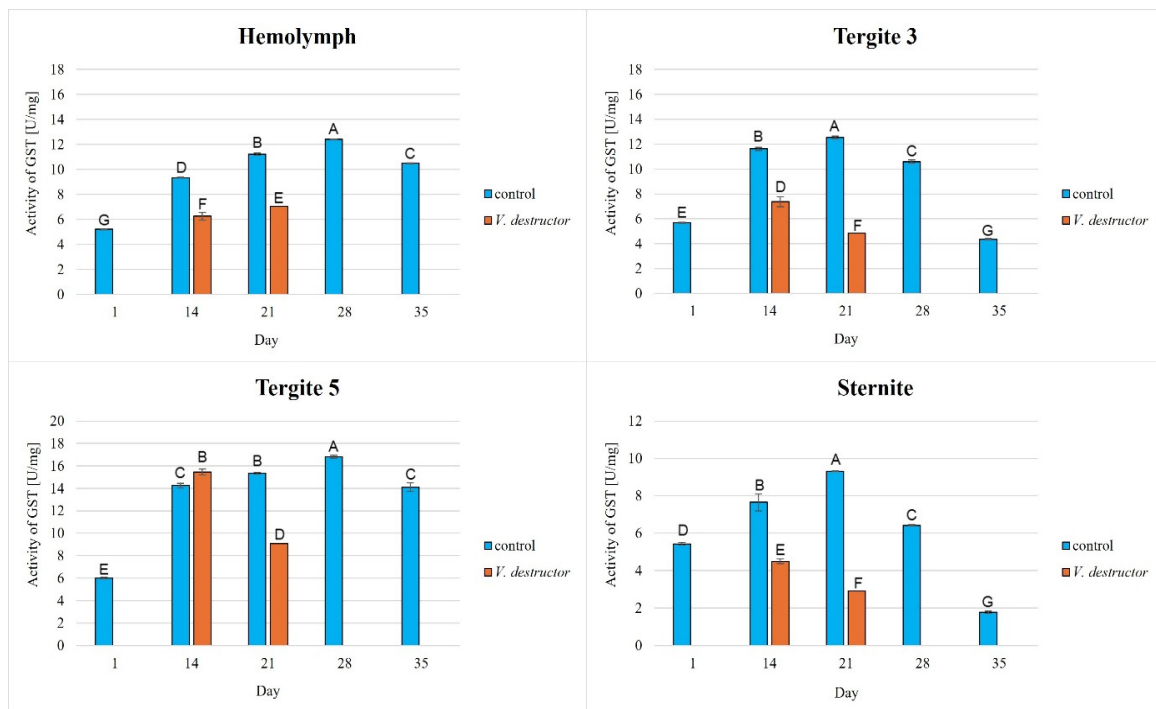 Hemolymph
Activity of GST [U/mg]
18
16
14
12
10
8
6
4
2
0
G
D
F
B
E
A
C
1
14
21
28
35
Day
control
V. destructor
Tergite 3
Activity of GST [U/mg]
18
16
14
12
10
8
6
4
2
0
E
B
D
A
F
C
G
1
14
21
28
35
Day
control
V. destructor
Tergite 5
Activity of GST [U/mg]
20
18
16
14
12
10
8
6
4
2
0
E
C
B
B
D
A
C
1
14
21
28
35
Day
control
V. destructor
Sternite
Activity of GST [U/mg]
12
10
8
6
4
2
0
D
B
E
A
F
C
G
1
14
21
28
35
Day
control
V. destructor